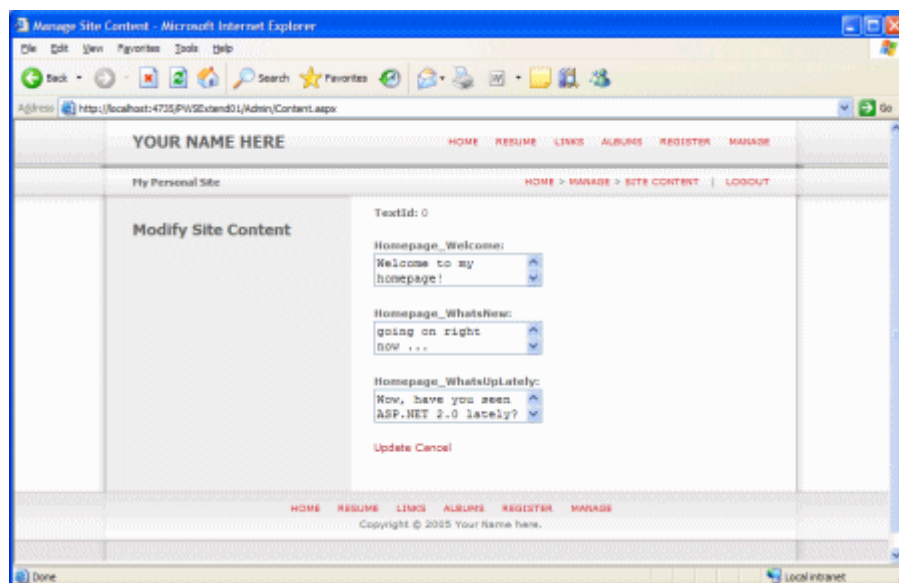 Manage Site Content - Microsoft Internet Explorer
File Edit View Favorites Tools Help
Back Search Favorites
Address http://localhost:4735/PWSExtend01/Admin/Content.aspx Go
YOUR NAME HERE HOME RESUME LINKS ALBUMS REGISTER MANAGE
My Personal Site HOME > MANAGE > SITE CONTENT | LOGOUT
Modify Site Content
TextId: 0
Homepage_Welcome:
Welcome to my
homepage!
Homepage_WhatsNew:
going on right
now ...
Homepage_WhatsUpLately:
Now, have you seen
ASP.NET 2.0 lately?
Update Cancel
HOME RESUME LINKS ALBUMS REGISTER MANAGE
Copyright © 2005 Your Name here.
Done Local intranet